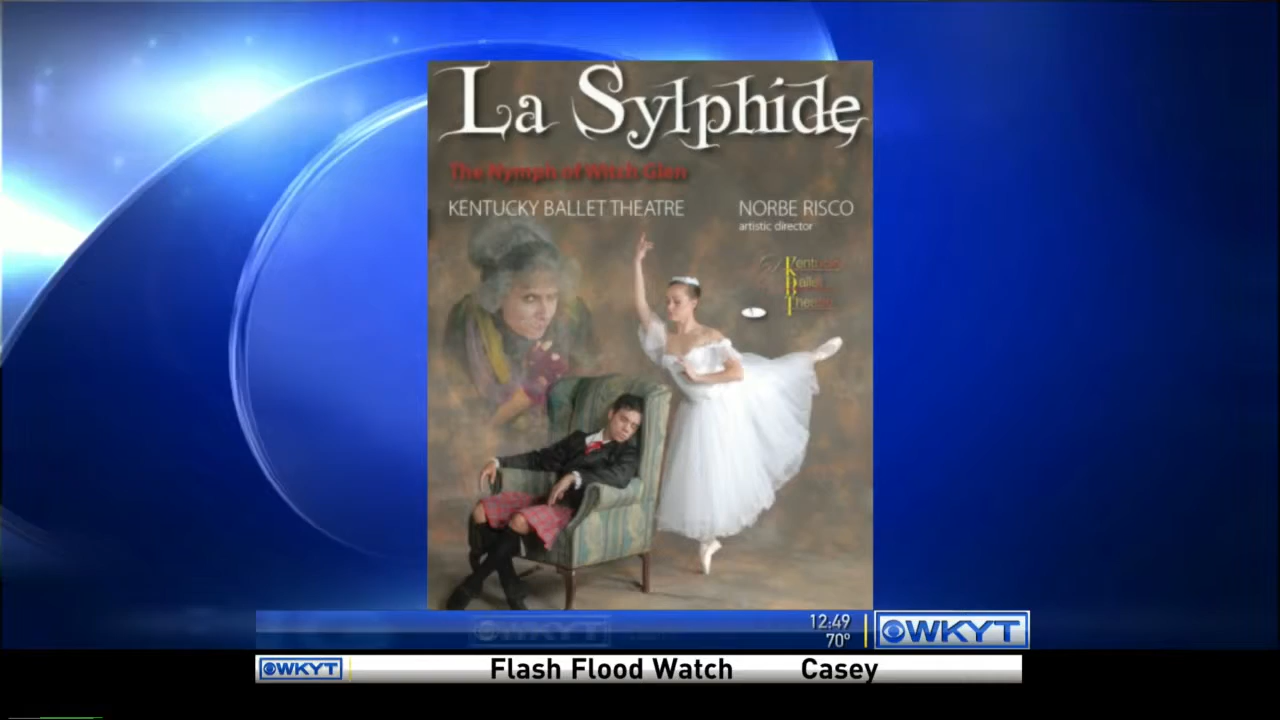 La Sylphide
The Nymph of Witch Glen
KENTUCKY BALLET THEATRE
NORBE RISCO
artistic director
Kentucky
Ballet
Theatre
12:49
70°
WKYT
WKYT
WKYT
Flash Flood Watch Casey